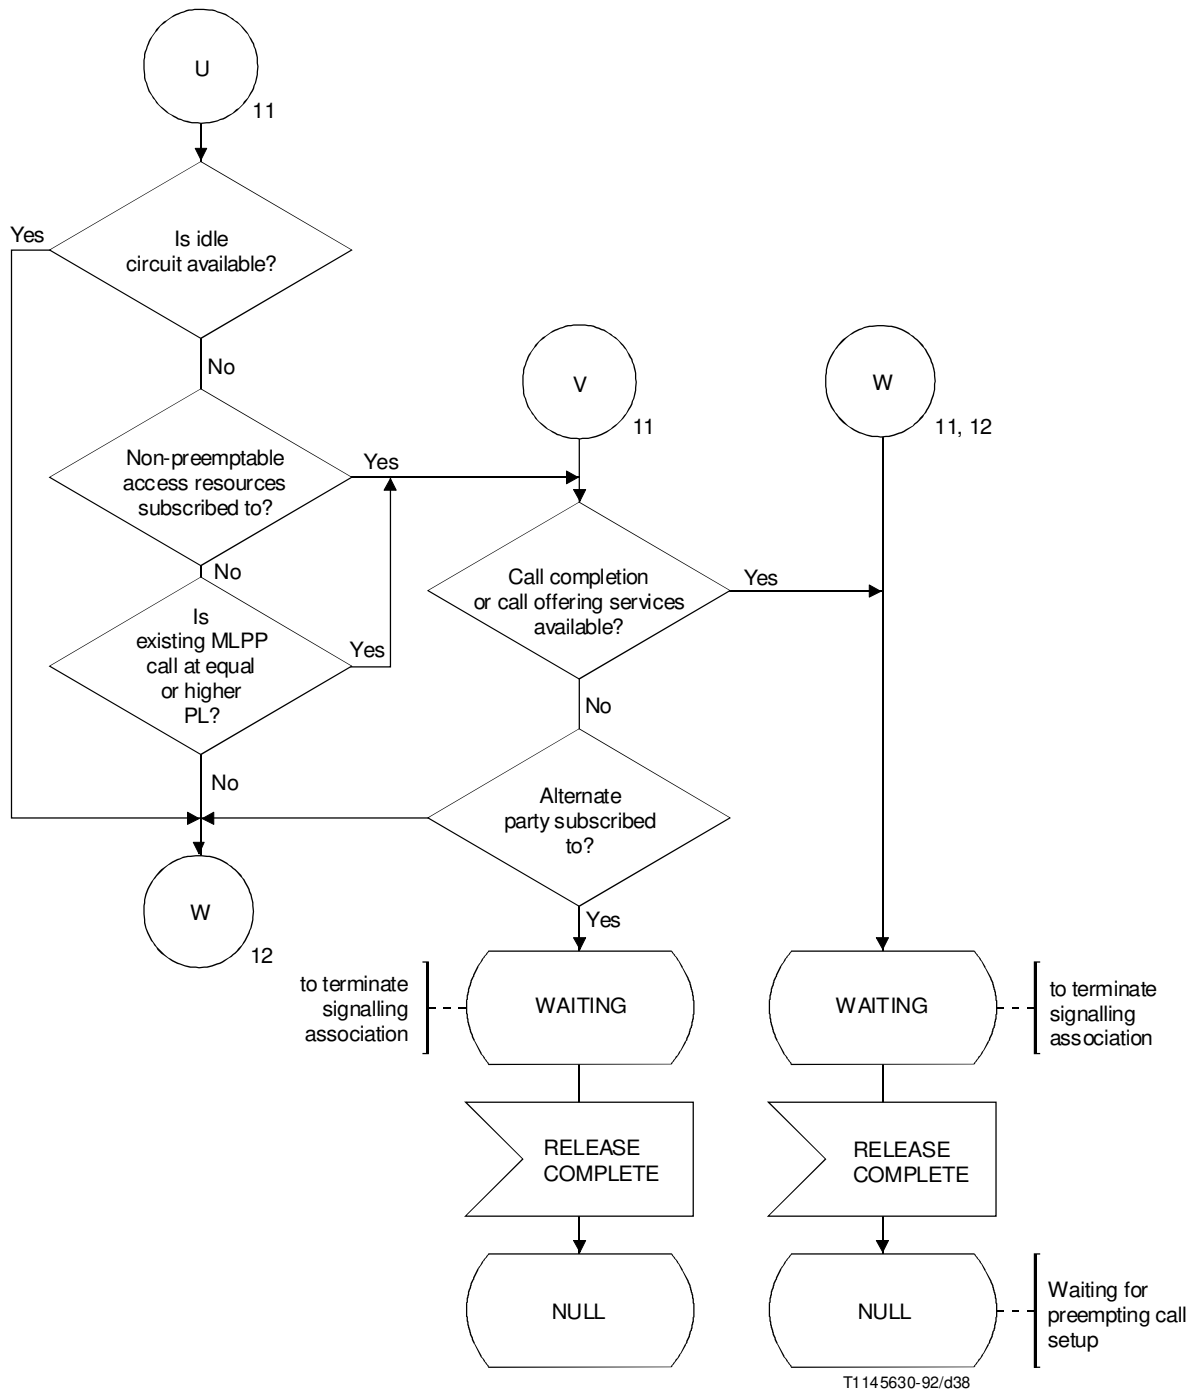 U
11
Yes
Is idle
circuit available?
No
V
11
W
11, 12
Non-preemptable
access resources
subscribed to?
Yes
No
Is
existing MLPP
call at equal
or higher
PL?
Yes
Call completion
or call offering services
available?
Yes
No
No
Alternate
party subscribed
to?
W
12
Yes
to terminate
signalling
association
WAITING
WAITING
to terminate
signalling
association
RELEASE
COMPLETE
RELEASE
COMPLETE
NULL
NULL
Waiting for
preempting call
setup
T1145630-92/d38